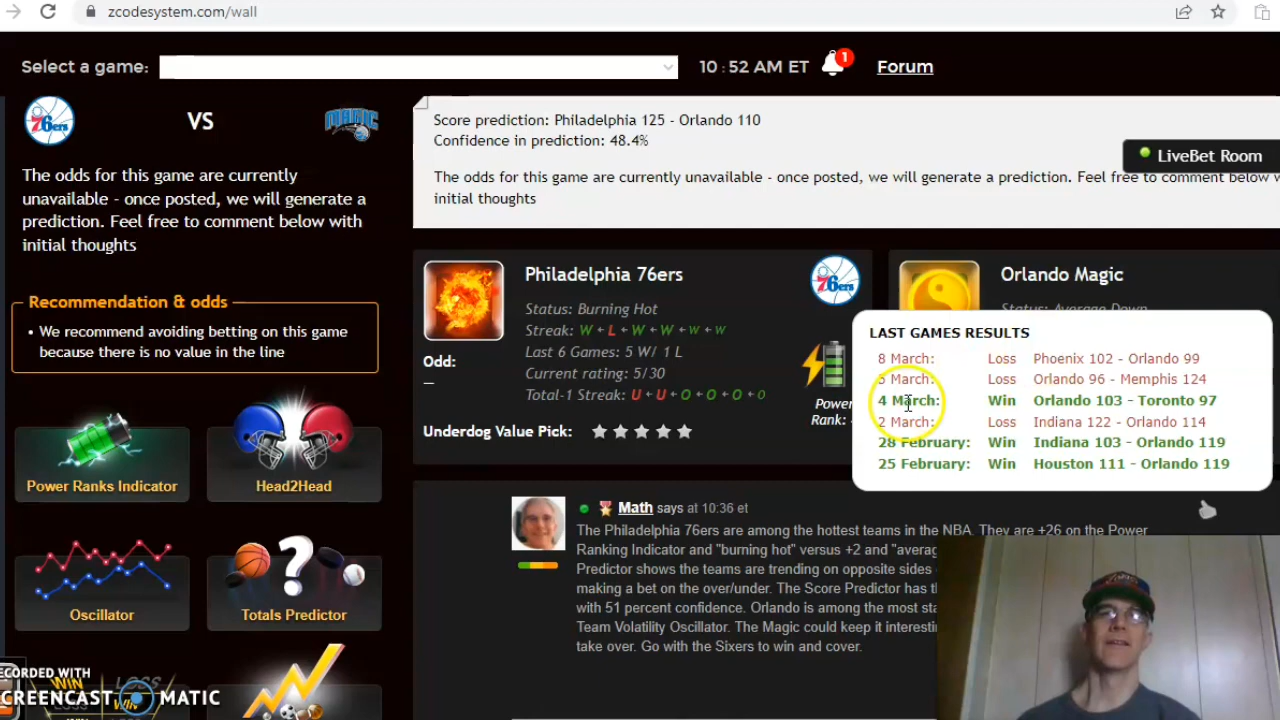 zcodesystem.com/wall
Select a game:
10:52 AM ET
1
Forum
76ers
VS
MAGIC
The odds for this game are currently
unavailable - once posted, we will generate a
prediction. Feel free to comment below with
initial thoughts
Recommendation & odds
• We recommend avoiding betting on this game
because there is no value in the line
Power Ranks Indicator
Head2Head
Oscillator
Totals Predictor
Score prediction: Philadelphia 125 - Orlando 110
Confidence in prediction: 48.4%
LiveBet Room
The odds for this game are currently unavailable - once posted, we will generate a prediction. Feel free to comment below w
initial thoughts
Philadelphia 76ers
76ers
Status: Burning Hot
Streak: W - L - W - W - W - W
Last 6 Games: 5 W/ 1 L
Current rating: 5/30
Total-1 Streak: U - U - O - O - O - O
Odd:
—
Underdog Value Pick:
Power
Rank:
Orlando Magic
Status: Average Down
LAST GAMES RESULTS
8 March: Loss Phoenix 102 - Orlando 99
5 March: Loss Orlando 96 - Memphis 124
4 March: Win Orlando 103 - Toronto 97
2 March: Loss Indiana 122 - Orlando 114
28 February: Win Indiana 103 - Orlando 119
25 February: Win Houston 111 - Orlando 119
Math says at 10:36 et
The Philadelphia 76ers are among the hottest teams in the NBA. They are +26 on the Power
Ranking Indicator and "burning hot" versus +2 and "averag
Predictor shows the teams are trending on opposite sides
making a bet on the over/under. The Score Predictor has t
with 51 percent confidence. Orlando is among the most sta
Team Volatility Oscillator. The Magic could keep it interesti
take over. Go with the Sixers to win and cover.
RECORDED WITH
SCREENCAST MATIC
WIN LOSS